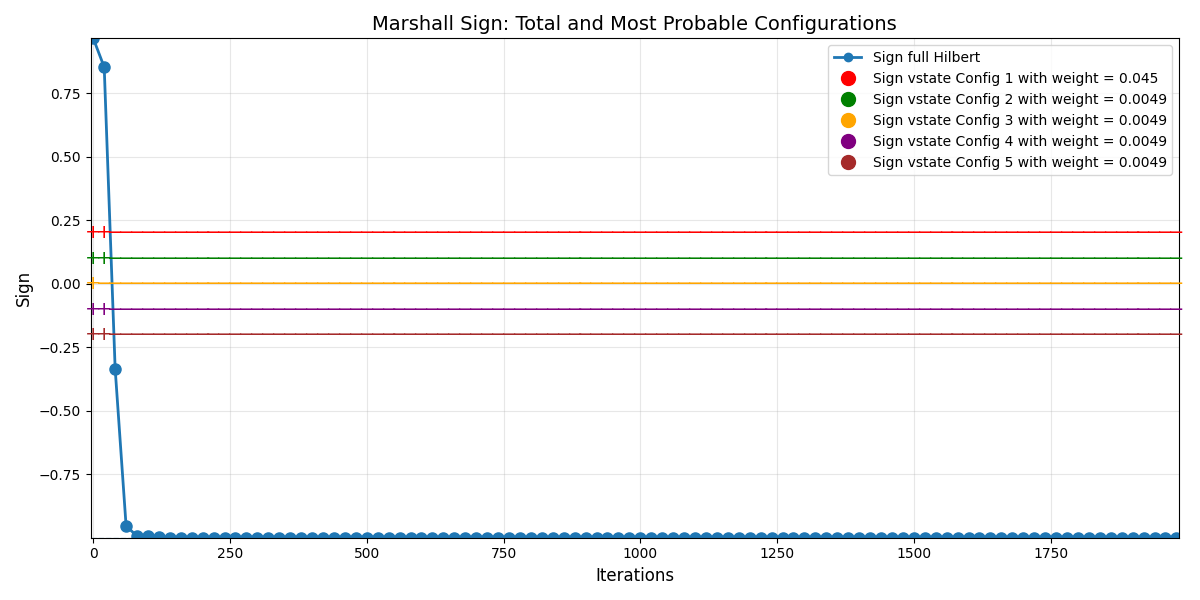 Marshall Sign: Total and Most Probable Configurations
Sign full Hilbert
Sign vstate Config 1 with weight = 0.045
Sign vstate Config 2 with weight = 0.0049
Sign vstate Config 3 with weight = 0.0049
Sign vstate Config 4 with weight = 0.0049
Sign vstate Config 5 with weight = 0.0049
Sign
0.75
0.50
0.25
0.00
−0.25
−0.50
−0.75
0 250 500 750 1000 1250 1500 1750
Iterations